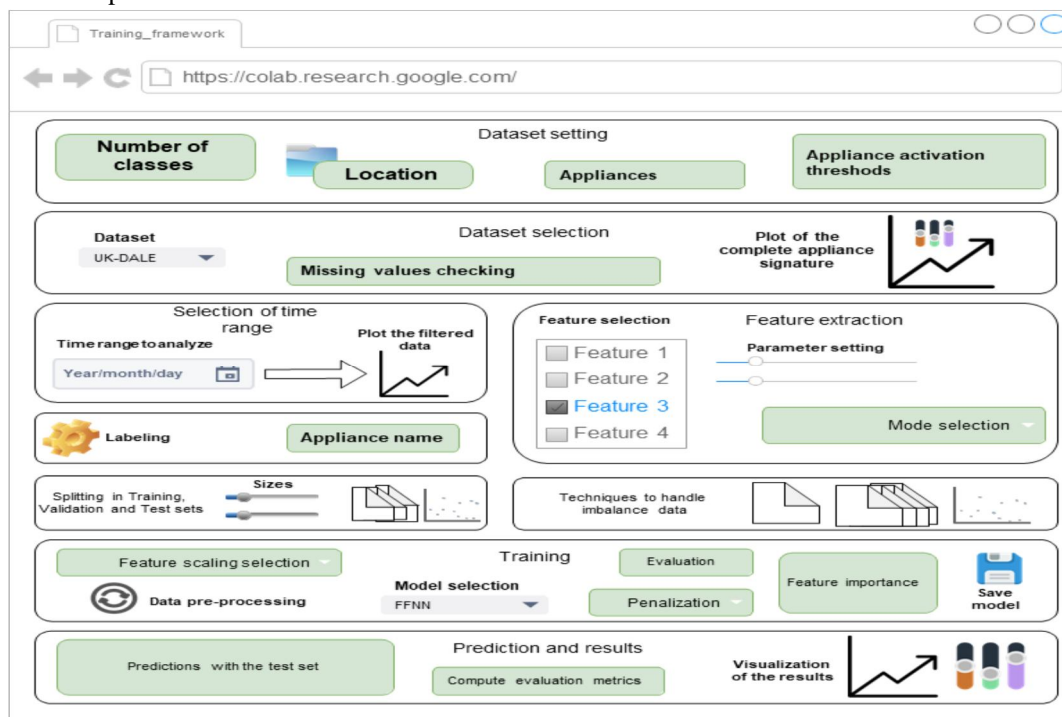 Training_framework
https://colab.research.google.com/
Dataset setting
Number of
classes
Location
Appliances
Appliance activation
threshods
Dataset selection
Dataset
UK-DALE
Missing values checking
Plot of the
complete appliance
signature
Selection of time
range
Time range to analyze
Year/month/day
Plot the filtered
data
Feature selection
Feature 1
Feature 2
Feature 3
Feature 4
Feature extraction
Parameter setting
Mode selection
Labeling
Appliance name
Splitting in Training,
Validation and Test sets
Sizes
Techniques to handle
imbalance data
Training
Feature scaling selection
Data pre-processing
Model selection
FFNN
Evaluation
Penalization
Feature importance
Save
model
Prediction and results
Predictions with the test set
Compute evaluation metrics
Visualization
of the results